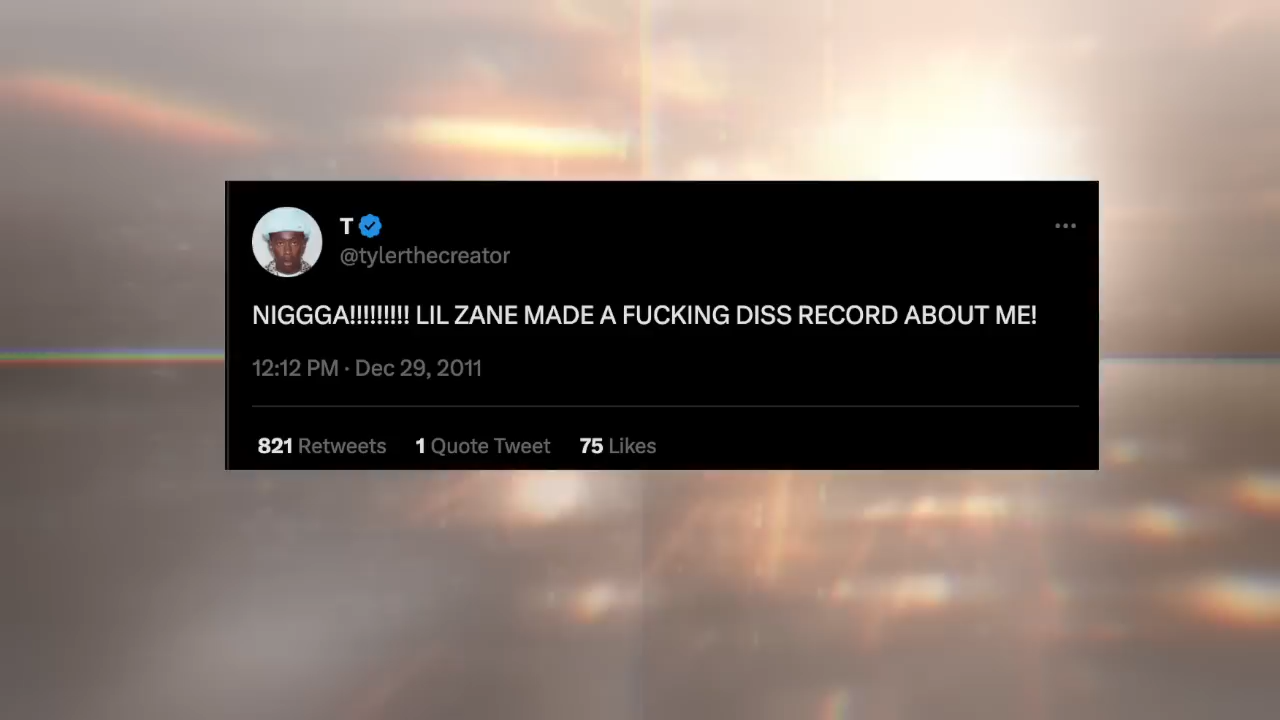 T
@tylerthecreator
NIGGGA!!!!!!!!! LIL ZANE MADE A FUCKING DISS RECORD ABOUT ME!
12:12 PM · Dec 29, 2011
821 Retweets 1 Quote Tweet 75 Likes